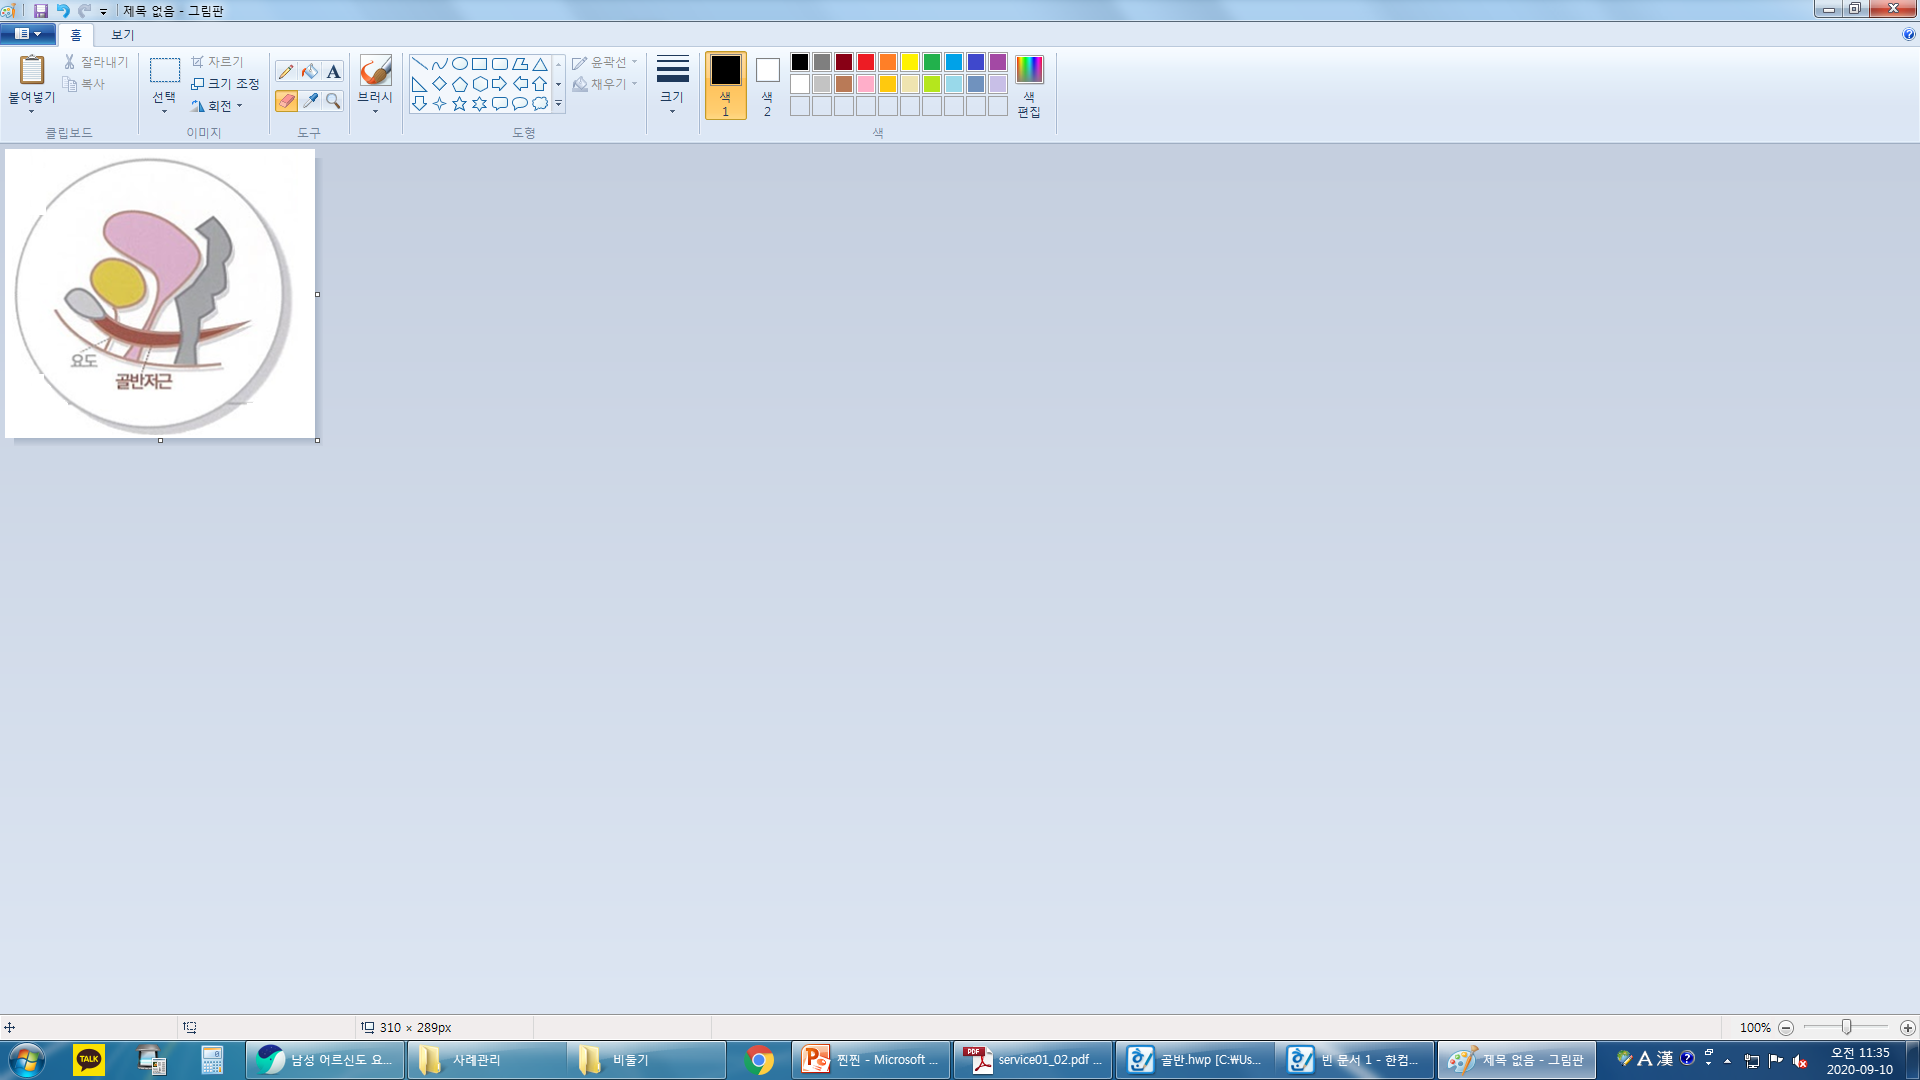 제목 없음 - 그림판
홈
보기
붙여넣기
잘라내기
복사
클립보드
선택
자르기
크기 조정
회전
이미지
A
도구
브러시
도형
윤곽선
채우기
크기
색
1
색
2
색
색
편집
요도
골반저근
310 × 289px
100%
TALK
남성 어르신도 요...
사례관리
비둘기
찐찐 - Microsoft ...
PDF
service01_02.pdf ...
골반.hwp [C:₩Us...
빈 문서 1 - 한컴...
제목 없음 - 그림판
A 漢
오전 11:35
2020-09-10